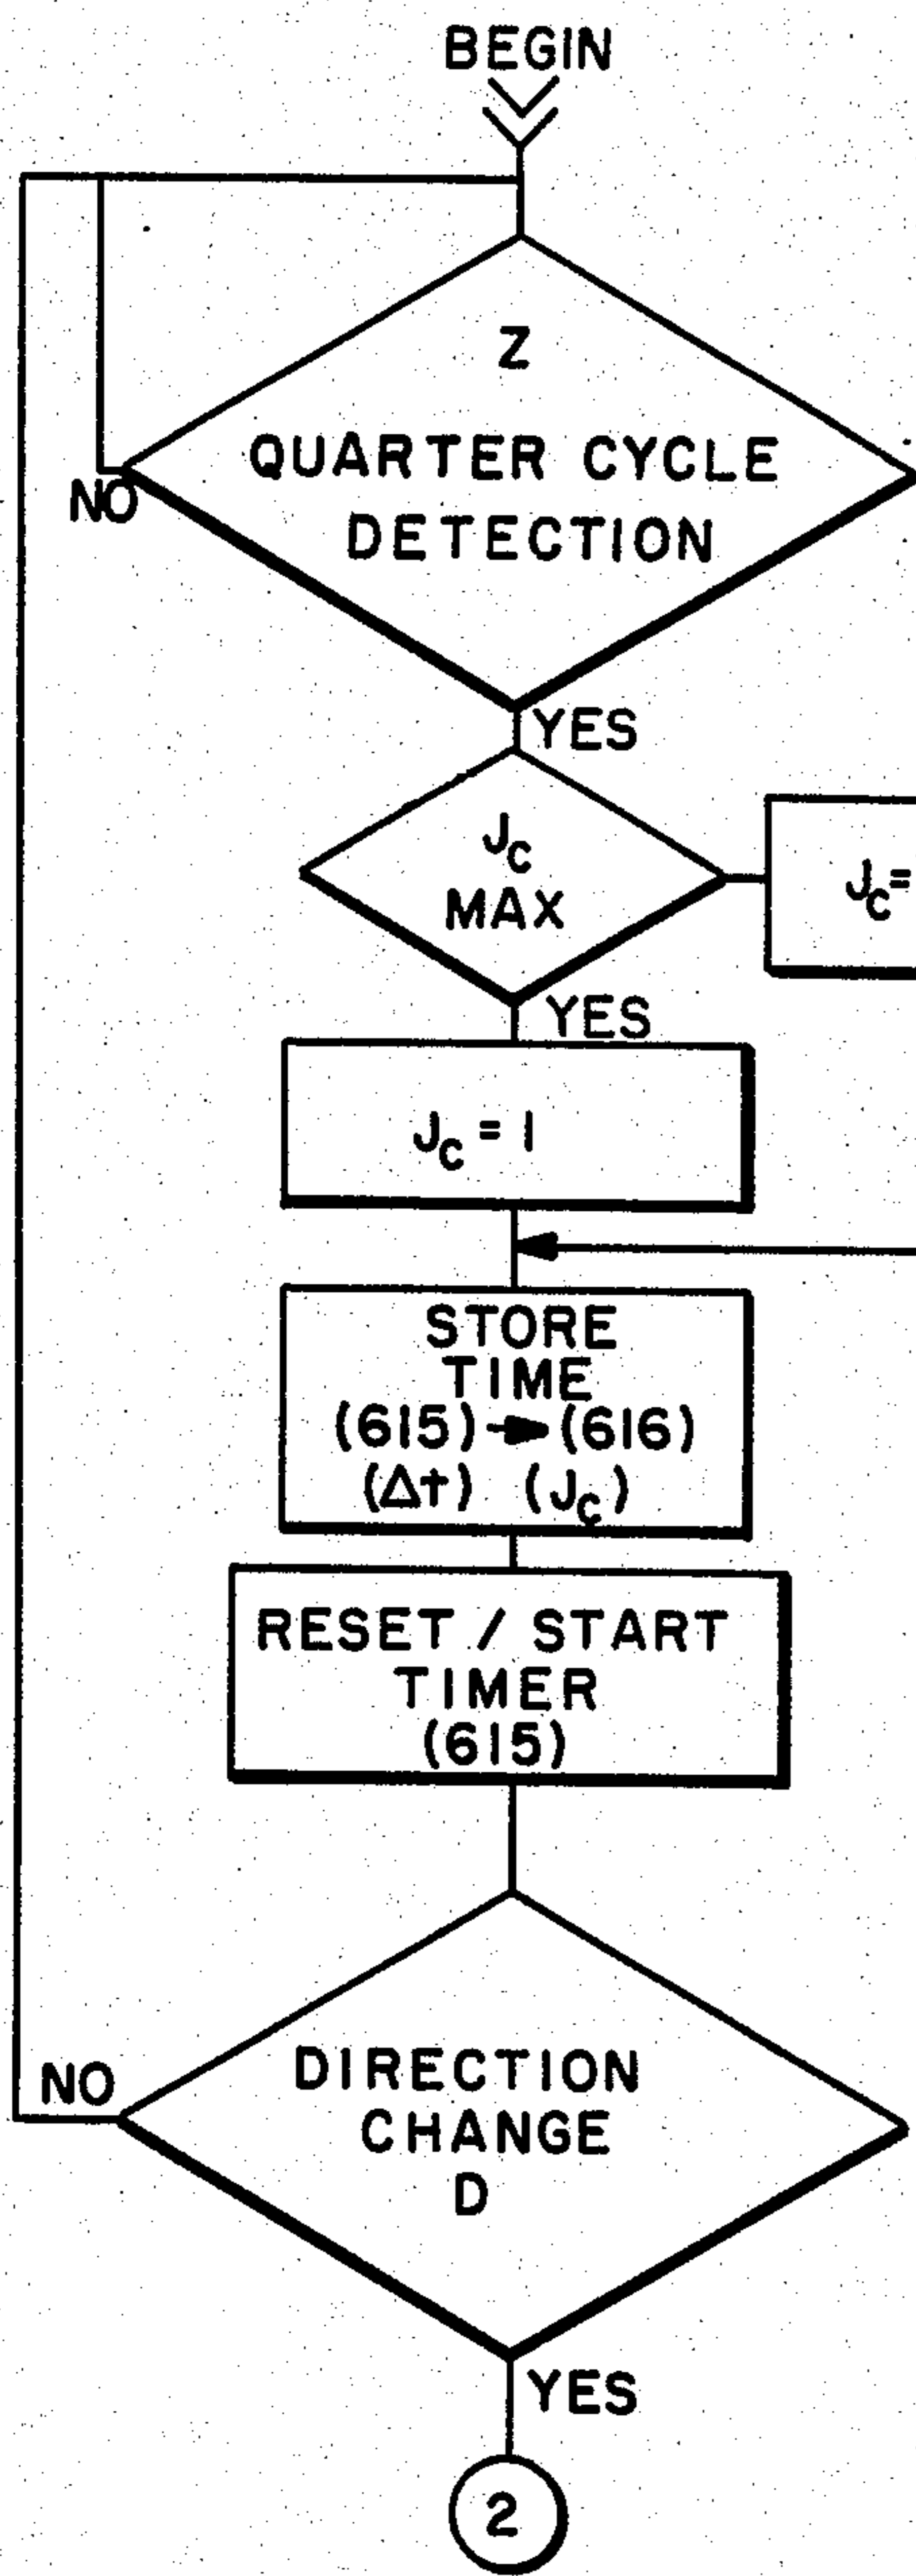 BEGIN
Z
QUARTER CYCLE
DETECTION
NO
YES
J_C
MAX
J_C=
YES
J_C = 1
STORE
TIME
(615)→(616)
(Δt) (J_C)
RESET / START
TIMER
(615)
NO
DIRECTION
CHANGE
D
YES
2